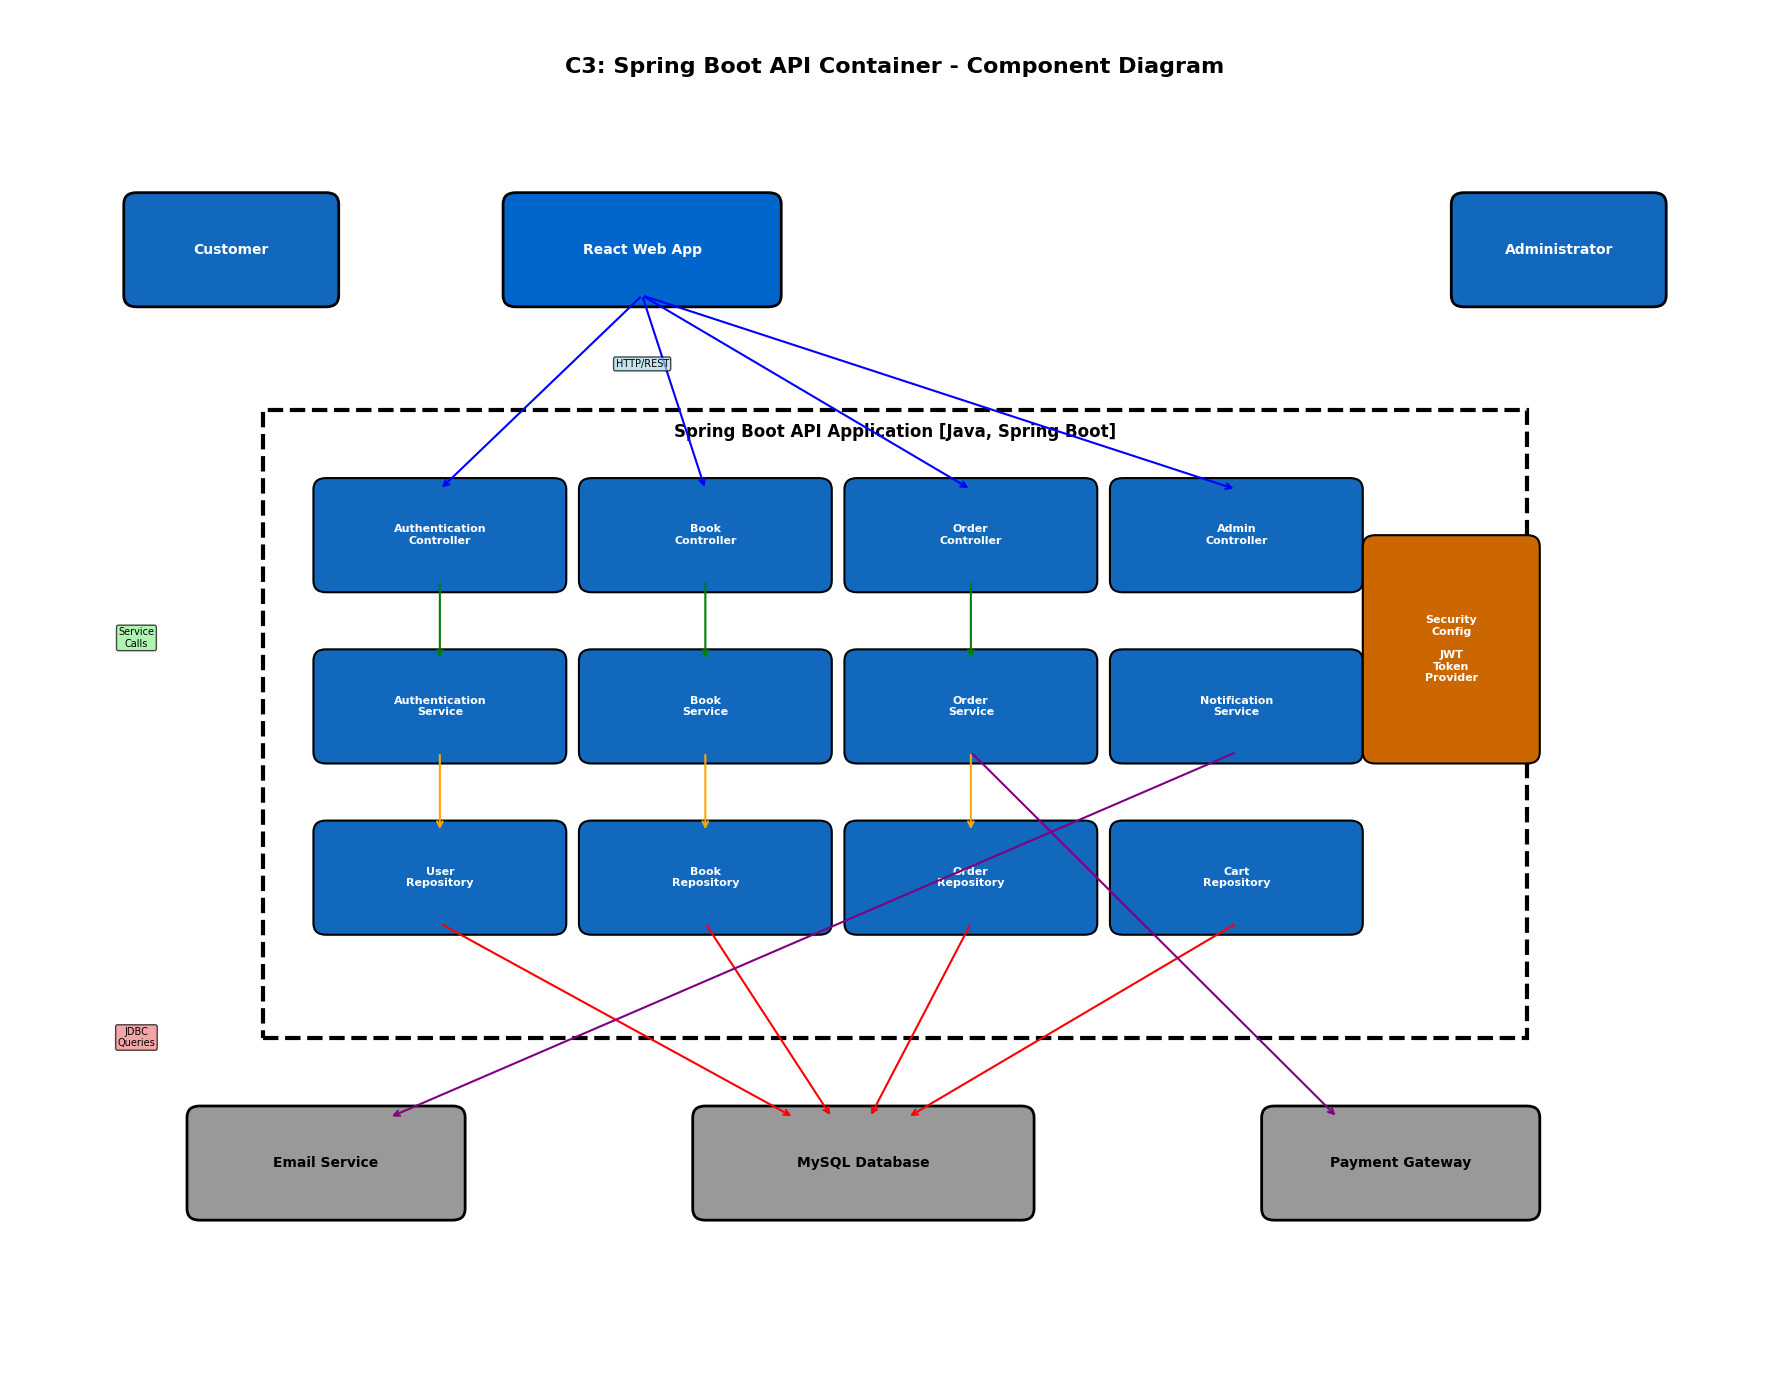 C3: Spring Boot API Container - Component Diagram
Customer
React Web App
Administrator
HTTP/REST
Spring Boot API Application [Java, Spring Boot]
Authentication
Controller
Book
Controller
Order
Controller
Admin
Controller
Security
Config
JWT
Token
Provider
Service
Calls
Authentication
Service
Book
Service
Order
Service
Notification
Service
User
Repository
Book
Repository
Order
Repository
Cart
Repository
JDBC
Queries
Email Service
MySQL Database
Payment Gateway